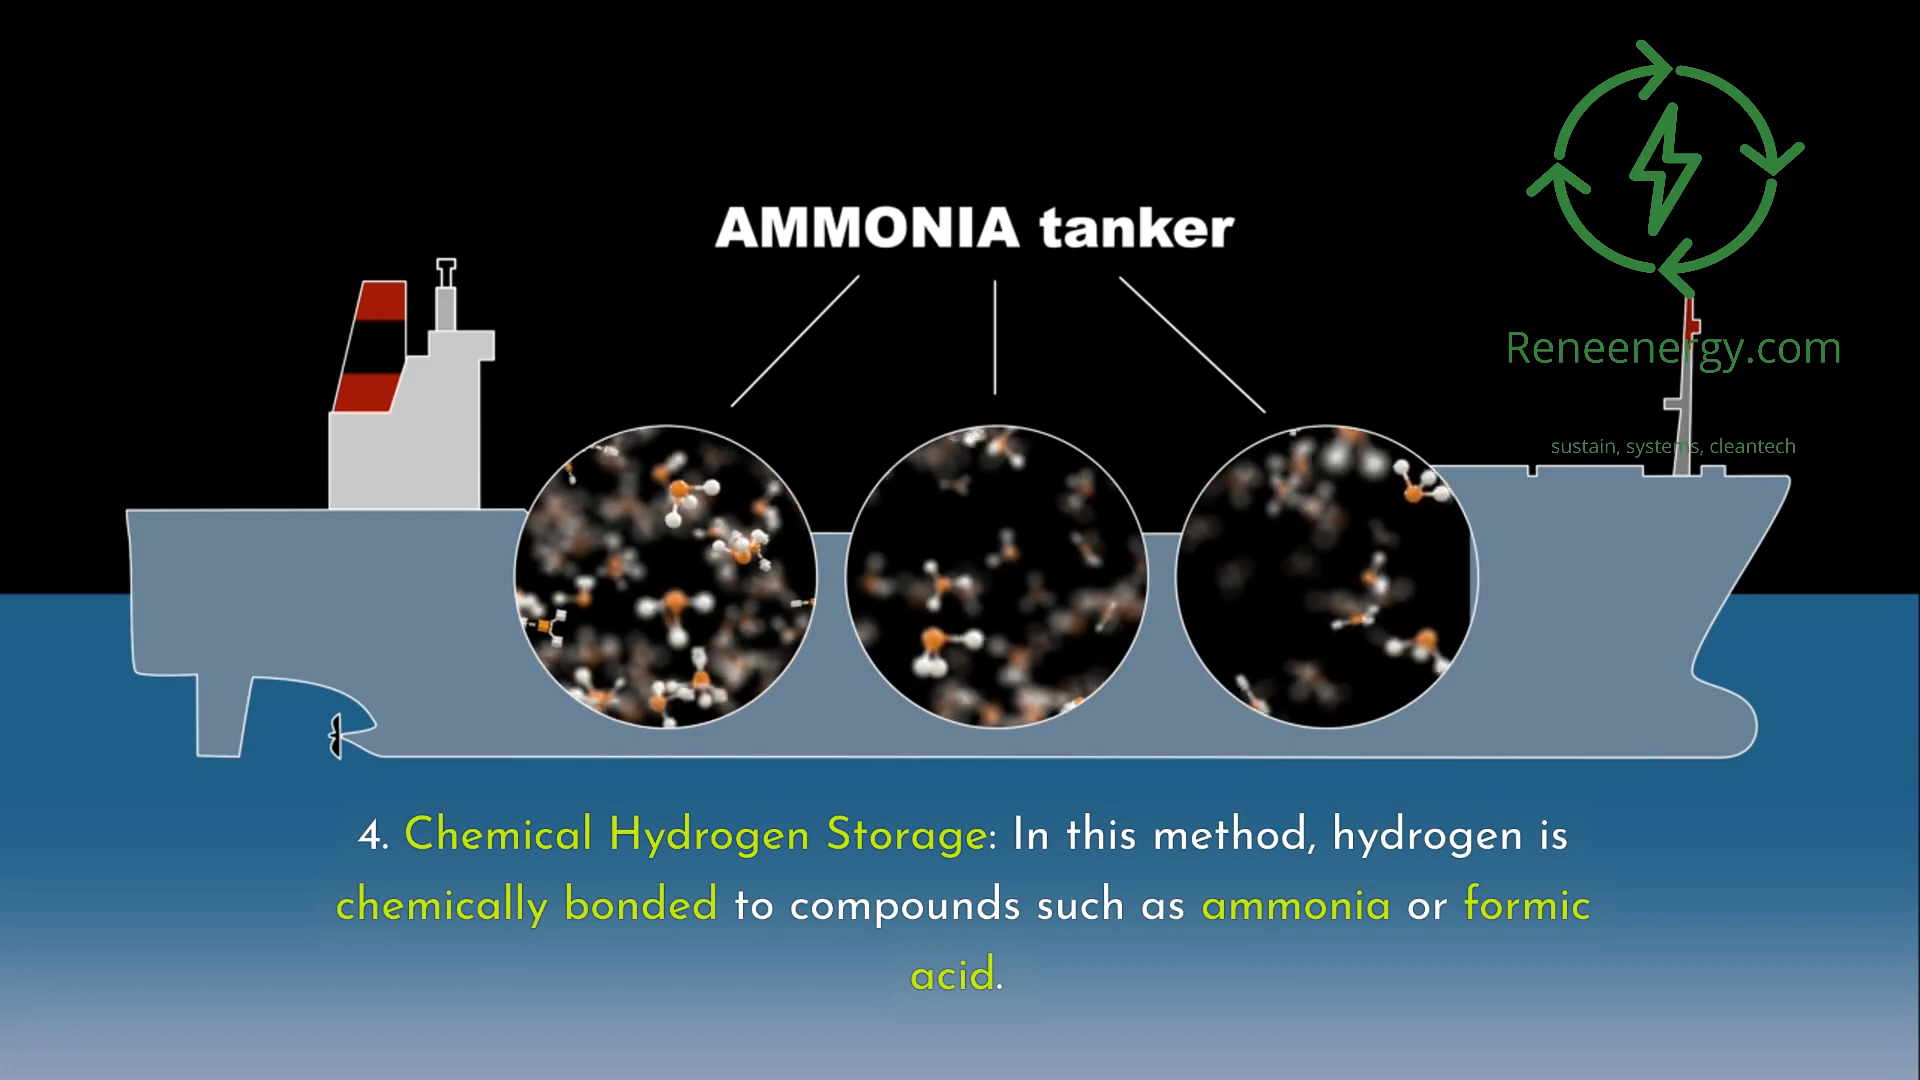 AMMONIA tanker
Reneenergy.com
sustain, systems, cleantech
4. Chemical Hydrogen Storage: In this method, hydrogen is
chemically bonded to compounds such as ammonia or formic
acid.